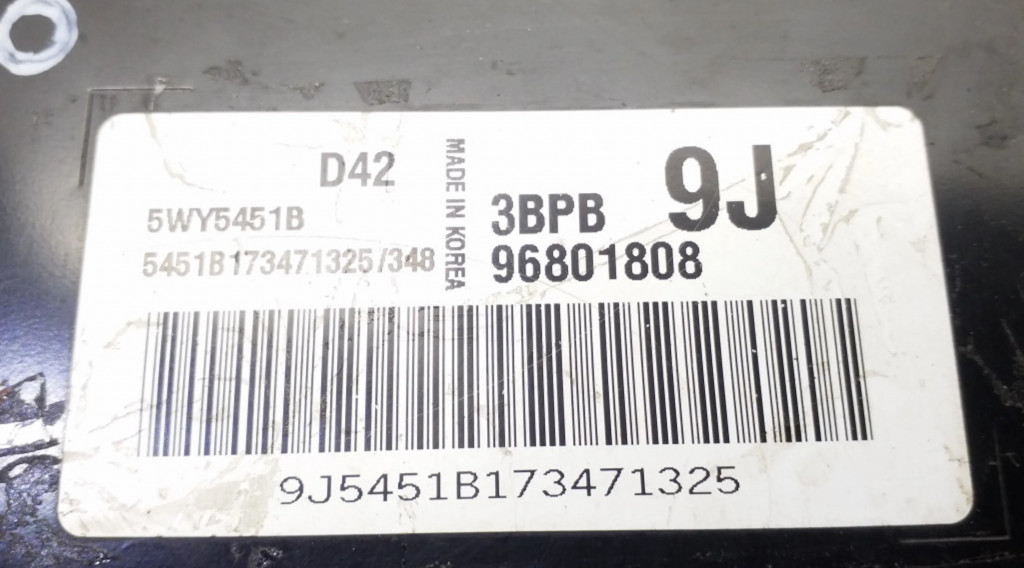 D42
5WY5451B
5451B173471325/348
MADE IN KOREA
3BPB 9J
96801808
9J5451B173471325